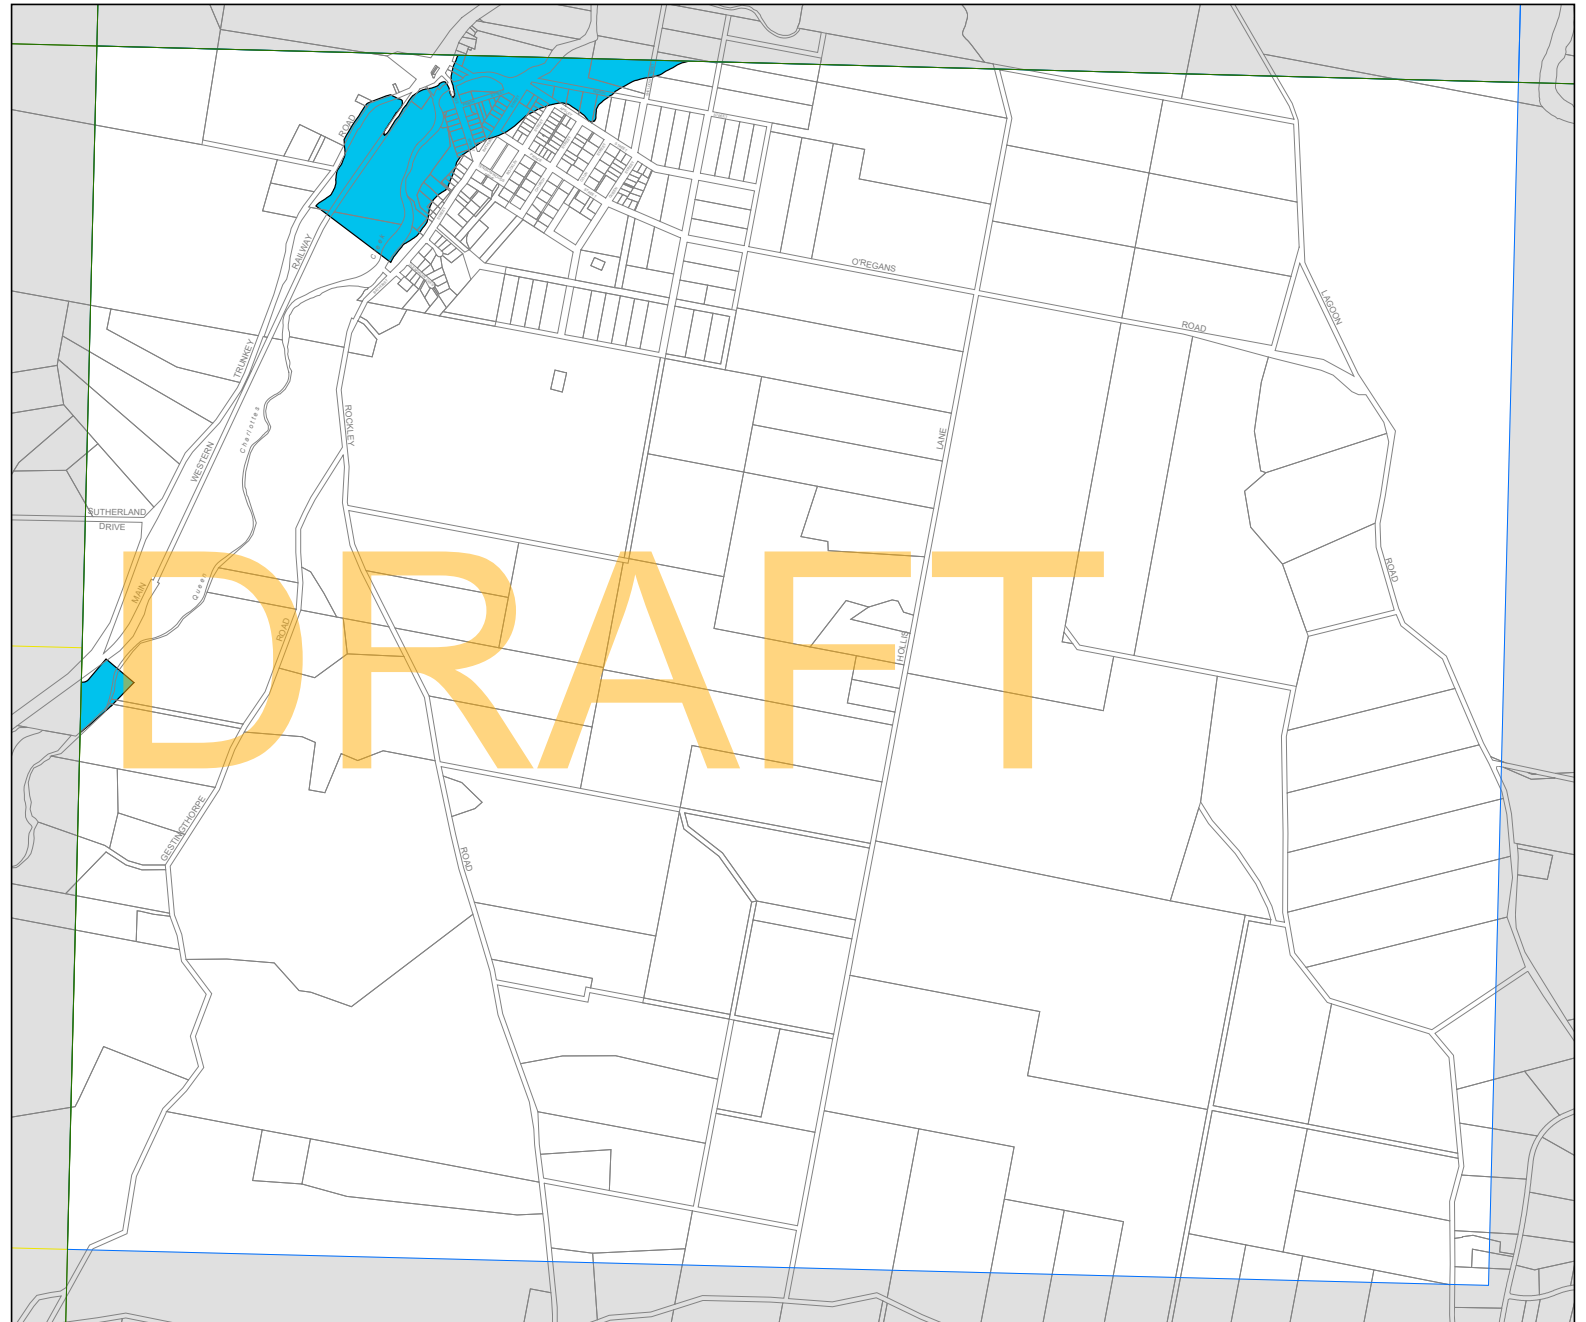 ROAD
RAILWAY
Creek
O'REGANS
ROAD
LAGOON
TRUNKEY
Charlottes
ROCKLEY
LANE
WESTERN
SUTHERLAND
DRIVE
ROAD
DRAFT
MAIN
Queen
ROAD
HOLLIS
GESTINGTHORPE
ROAD